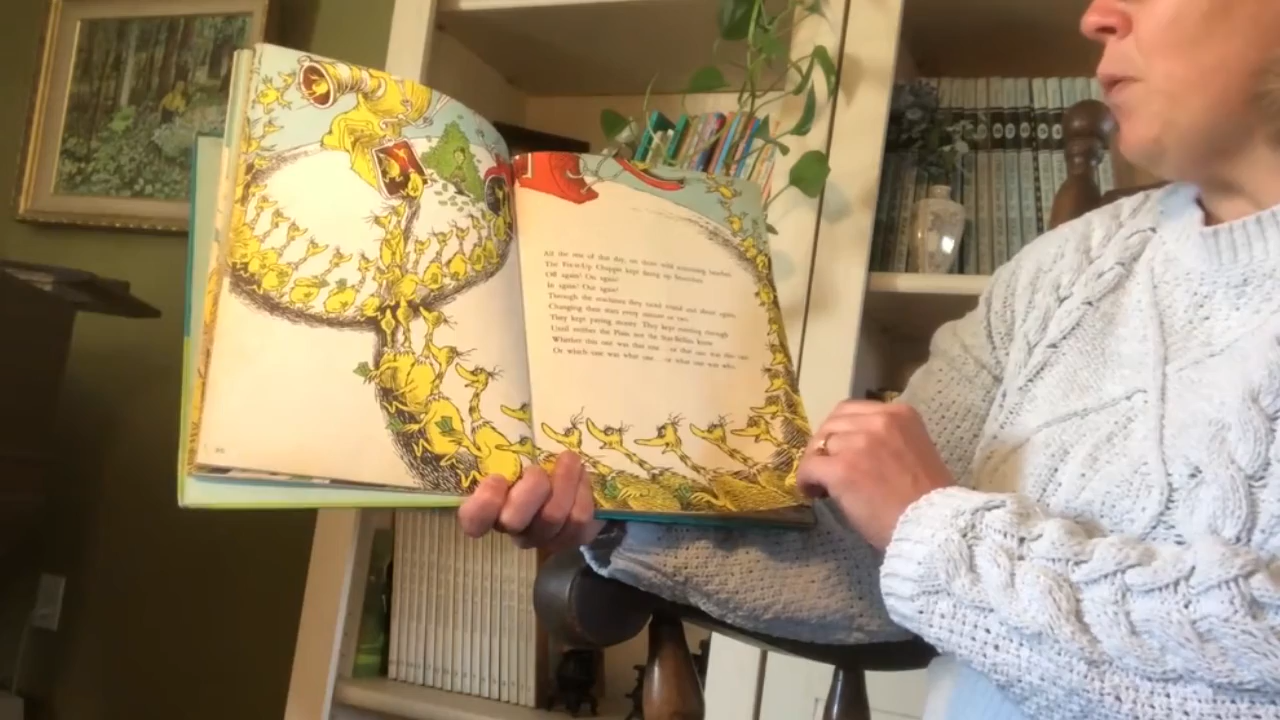 All the rest of that day, on those wild screaming beaches,
The Fix-it-Up Chappie kept fixing up Sneetches.
Off again! On again!
In again! Out again!
Through the machines they raced round and about again,
Changing their stars every minute or two.
They kept paying money. They kept running through
Until neither the Plain nor the Star-Bellies knew
Whether this one was that one... or that one was this one
Or which one was what one... or what one was who.